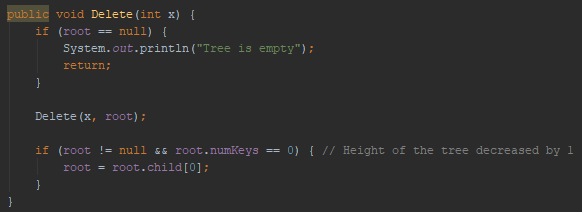 public void Delete(int x) {
    if (root == null) {
        System.out.println("Tree is empty");
        return;
    }

    Delete(x, root);

    if (root != null && root.numKeys == 0) { // Height of the tree decreased by 1
        root = root.child[0];
    }
}